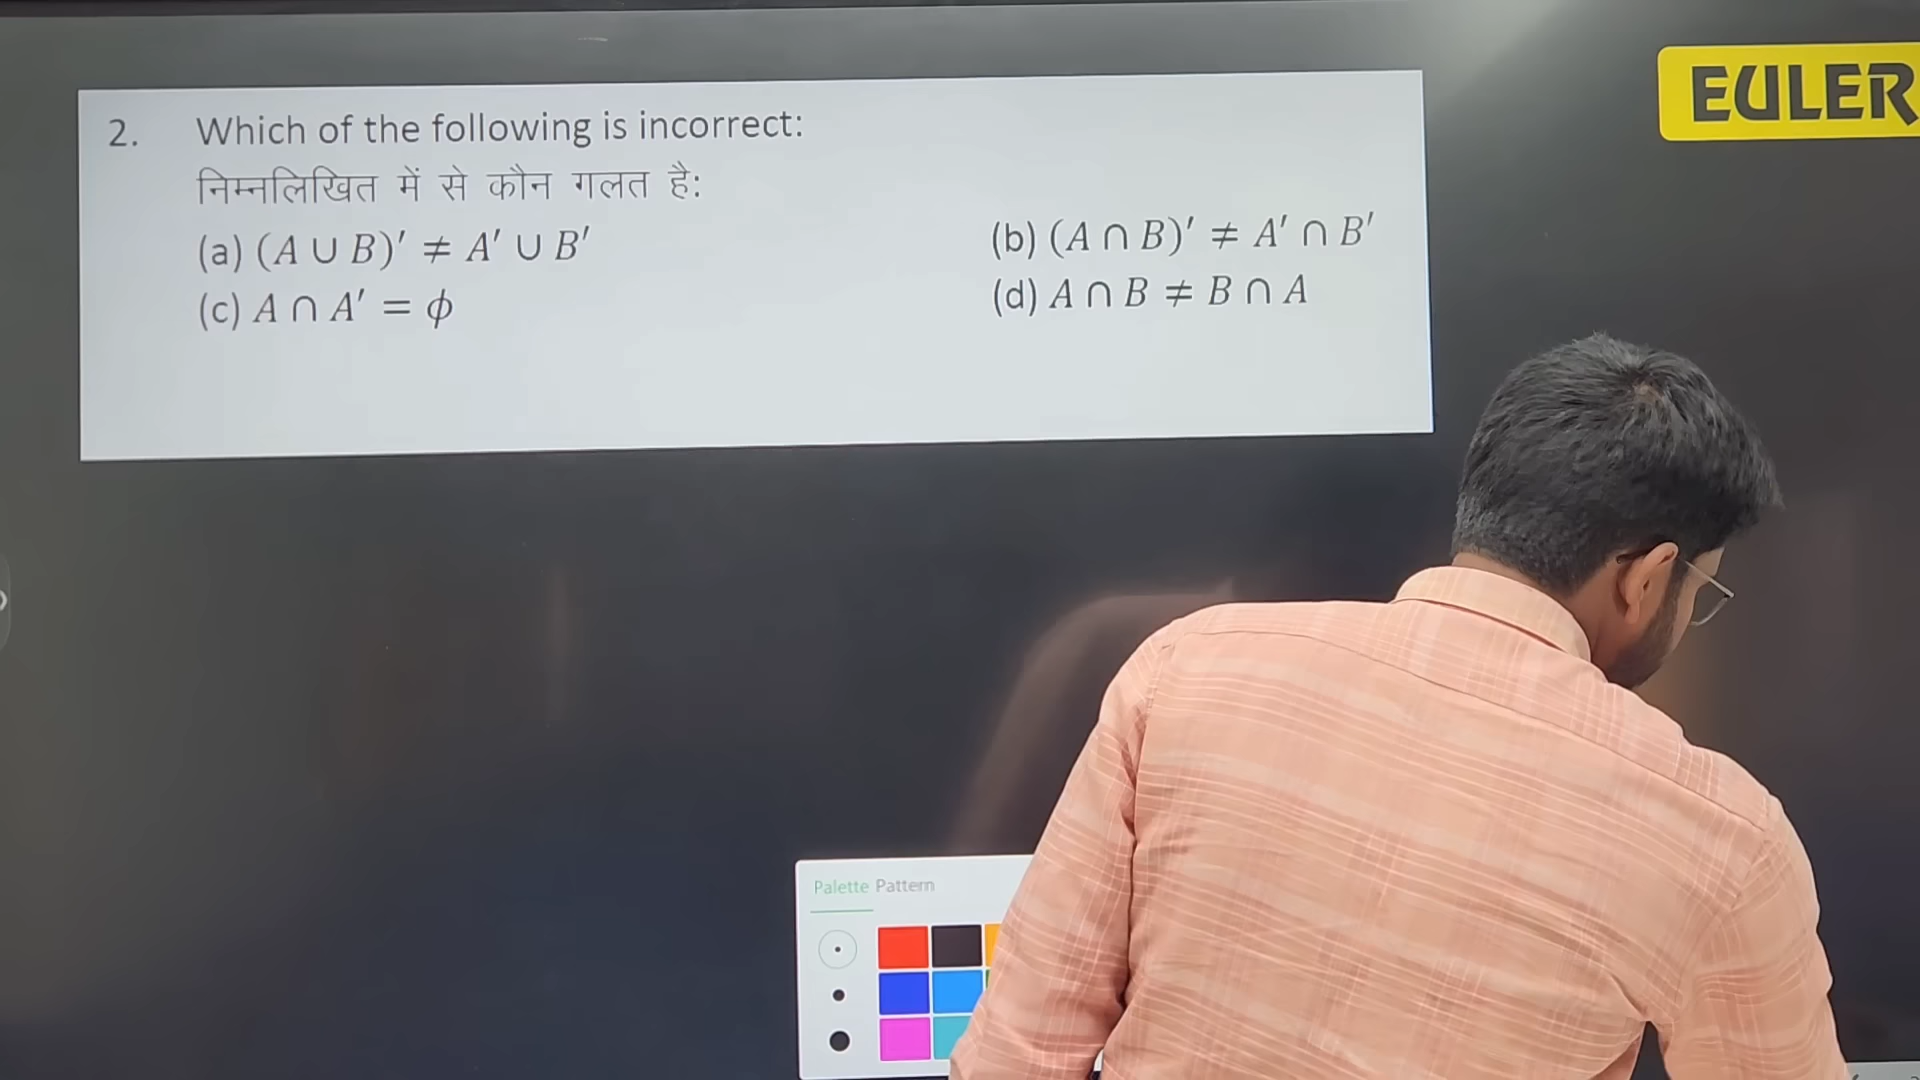 EULER
2. Which of the following is incorrect:
निम्नलिखित में से कौन गलत है:
(a) (A ∪ B)′ ≠ A′ ∪ B′ (b) (A ∩ B)′ ≠ A′ ∩ B′
(c) A ∩ A′ = ϕ (d) A ∩ B ≠ B ∩ A
Palette Pattern